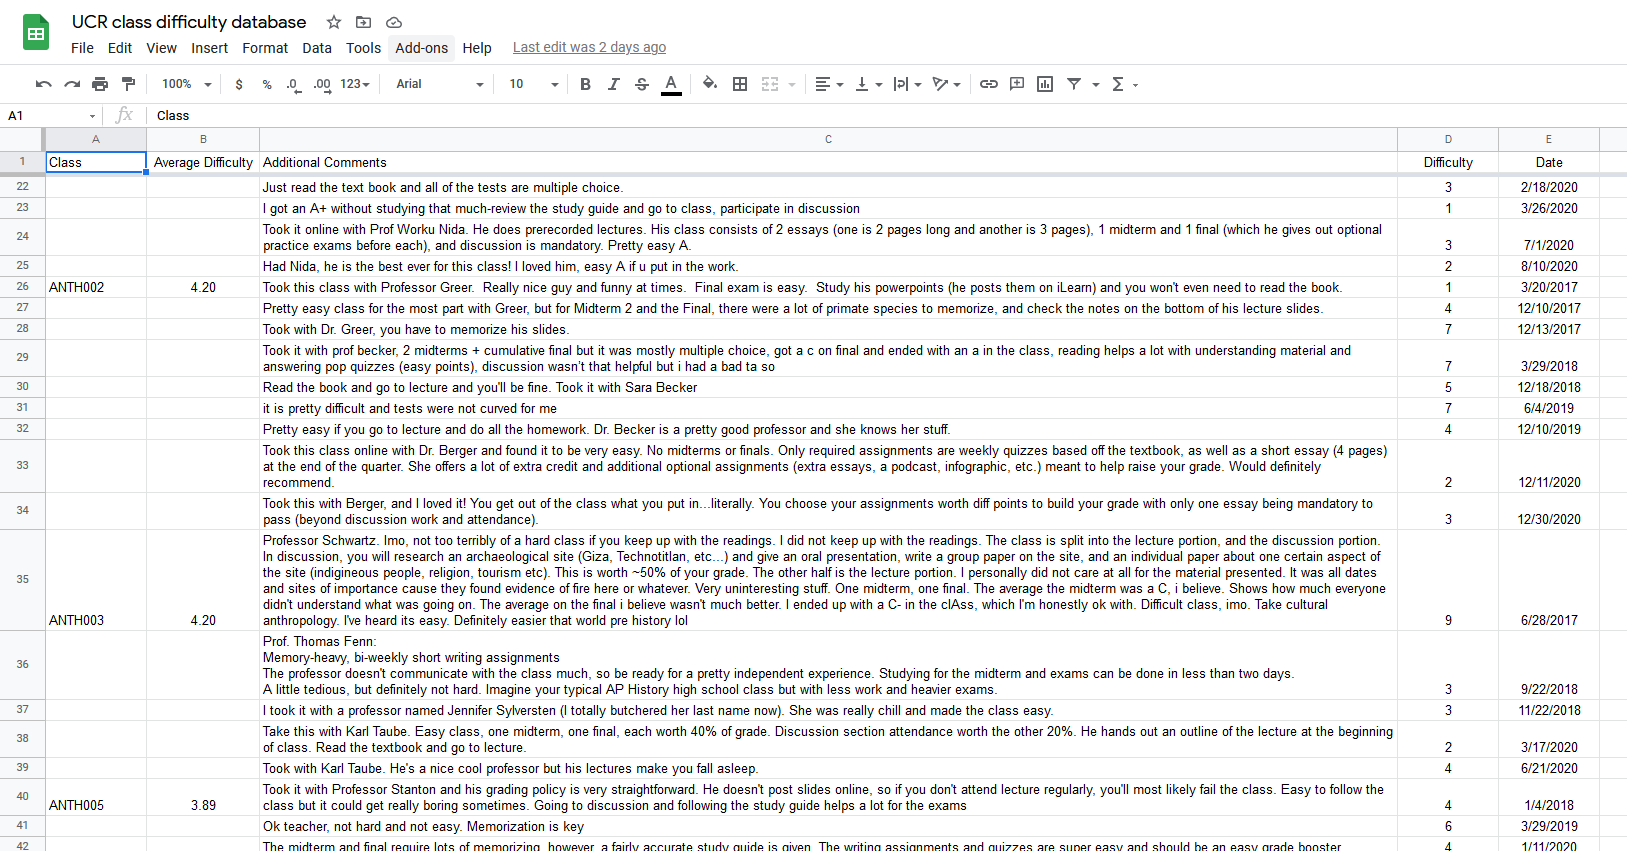 UCR class difficulty database
File Edit View Insert Format Data Tools Add-ons Help Last edit was 2 days ago
100% $ % .0 .00 123 Arial 10 B I S A
A1 fx Class
A B C D E
1 Class Average Difficulty Additional Comments Difficulty Date
22 Just read the text book and all of the tests are multiple choice. 3 2/18/2020
23 I got an A+ without studying that much-review the study guide and go to class, participate in discussion 1 3/26/2020
Took it online with Prof Worku Nida. He does prerecorded lectures. His class consists of 2 essays (one is 2 pages long and another is 3 pages), 1 midterm and 1 final (which he gives out optional
24 practice exams before each), and discussion is mandatory. Pretty easy A. 3 7/1/2020
25 Had Nida, he is the best ever for this class! I loved him, easy A if u put in the work. 2 8/10/2020
26 ANTH002 4.20 Took this class with Professor Greer. Really nice guy and funny at times. Final exam is easy. Study his powerpoints (he posts them on iLearn) and you won't even need to read the book. 1 3/20/2017
27 Pretty easy class for the most part with Greer, but for Midterm 2 and the Final, there were a lot of primate species to memorize, and check the notes on the bottom of his lecture slides. 4 12/10/2017
28 Took with Dr. Greer, you have to memorize his slides. 7 12/13/2017
Took it with prof becker, 2 midterms + cumulative final but it was mostly multiple choice, got a c on final and ended with an a in the class, reading helps a lot with understanding material and
29 answering pop quizzes (easy points), discussion wasn't that helpful but i had a bad ta so 7 3/29/2018
30 Read the book and go to lecture and you'll be fine. Took it with Sara Becker 5 12/18/2018
31 it is pretty difficult and tests were not curved for me 7 6/4/2019
32 Pretty easy if you go to lecture and do all the homework. Dr. Becker is a pretty good professor and she knows her stuff. 4 12/10/2019
Took this class online with Dr. Berger and found it to be very easy. No midterms or finals. Only required assignments are weekly quizzes based off the textbook, as well as a short essay (4 pages)
33 at the end of the quarter. She offers a lot of extra credit and additional optional assignments (extra essays, a podcast, infographic, etc.) meant to help raise your grade. Would definitely
recommend. 2 12/11/2020
34 Took this with Berger, and I loved it! You get out of the class what you put in...literally. You choose your assignments worth diff points to build your grade with only one essay being mandatory to
pass (beyond discussion work and attendance). 3 12/30/2020
Professor Schwartz. Imo, not too terribly of a hard class if you keep up with the readings. I did not keep up with the readings. The class is split into the lecture portion, and the discussion portion.
In discussion, you will research an archaeological site (Giza, Technotitlan, etc...) and give an oral presentation, write a group paper on the site, and an individual paper about one certain aspect of
35 the site (indigineous people, religion, tourism etc). This is worth ~50% of your grade. The other half is the lecture portion. I personally did not care at all for the material presented. It was all dates
and sites of importance cause they found evidence of fire here or whatever. Very uninteresting stuff. One midterm, one final. The average the midterm was a C, i believe. Shows how much everyone
didn't understand what was going on. The average on the final i believe wasn't much better. I ended up with a C- in the clAss, which I'm honestly ok with. Difficult class, imo. Take cultural
ANTH003 4.20 anthropology. I've heard its easy. Definitely easier that world pre history lol 9 6/28/2017
Prof. Thomas Fenn:
36 Memory-heavy, bi-weekly short writing assignments
The professor doesn't communicate with the class much, so be ready for a pretty independent experience. Studying for the midterm and exams can be done in less than two days.
A little tedious, but definitely not hard. Imagine your typical AP History high school class but with less work and heavier exams. 3 9/22/2018
37 I took it with a professor named Jennifer Sylversten (I totally butchered her last name now). She was really chill and made the class easy. 3 11/22/2018
38 Take this with Karl Taube. Easy class, one midterm, one final, each worth 40% of grade. Discussion section attendance worth the other 20%. He hands out an outline of the lecture at the beginning
of class. Read the textbook and go to lecture. 2 3/17/2020
39 Took with Karl Taube. He's a nice cool professor but his lectures make you fall asleep. 4 6/21/2020
40 Took it with Professor Stanton and his grading policy is very straightforward. He doesn't post slides online, so if you don't attend lecture regularly, you'll most likely fail the class. Easy to follow the
ANTH005 3.89 class but it could get really boring sometimes. Going to discussion and following the study guide helps a lot for the exams 4 1/4/2018
41 Ok teacher, not hard and not easy. Memorization is key 6 3/29/2019
42 The midterm and final require lots of memorizing, however, a fairly accurate study guide is given. The writing assignments and quizzes are super easy and should be an easy grade booster 4 1/11/2020